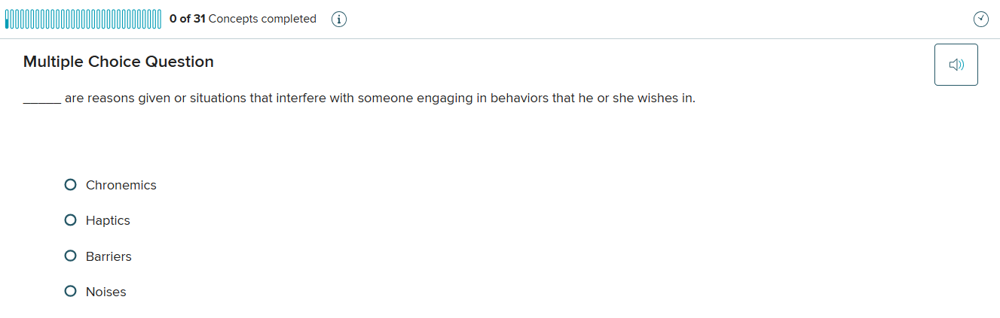 0 of 31 Concepts completed
Multiple Choice Question
_____ are reasons given or situations that interfere with someone engaging in behaviors that he or she wishes in.
Chronemics
Haptics
Barriers
Noises